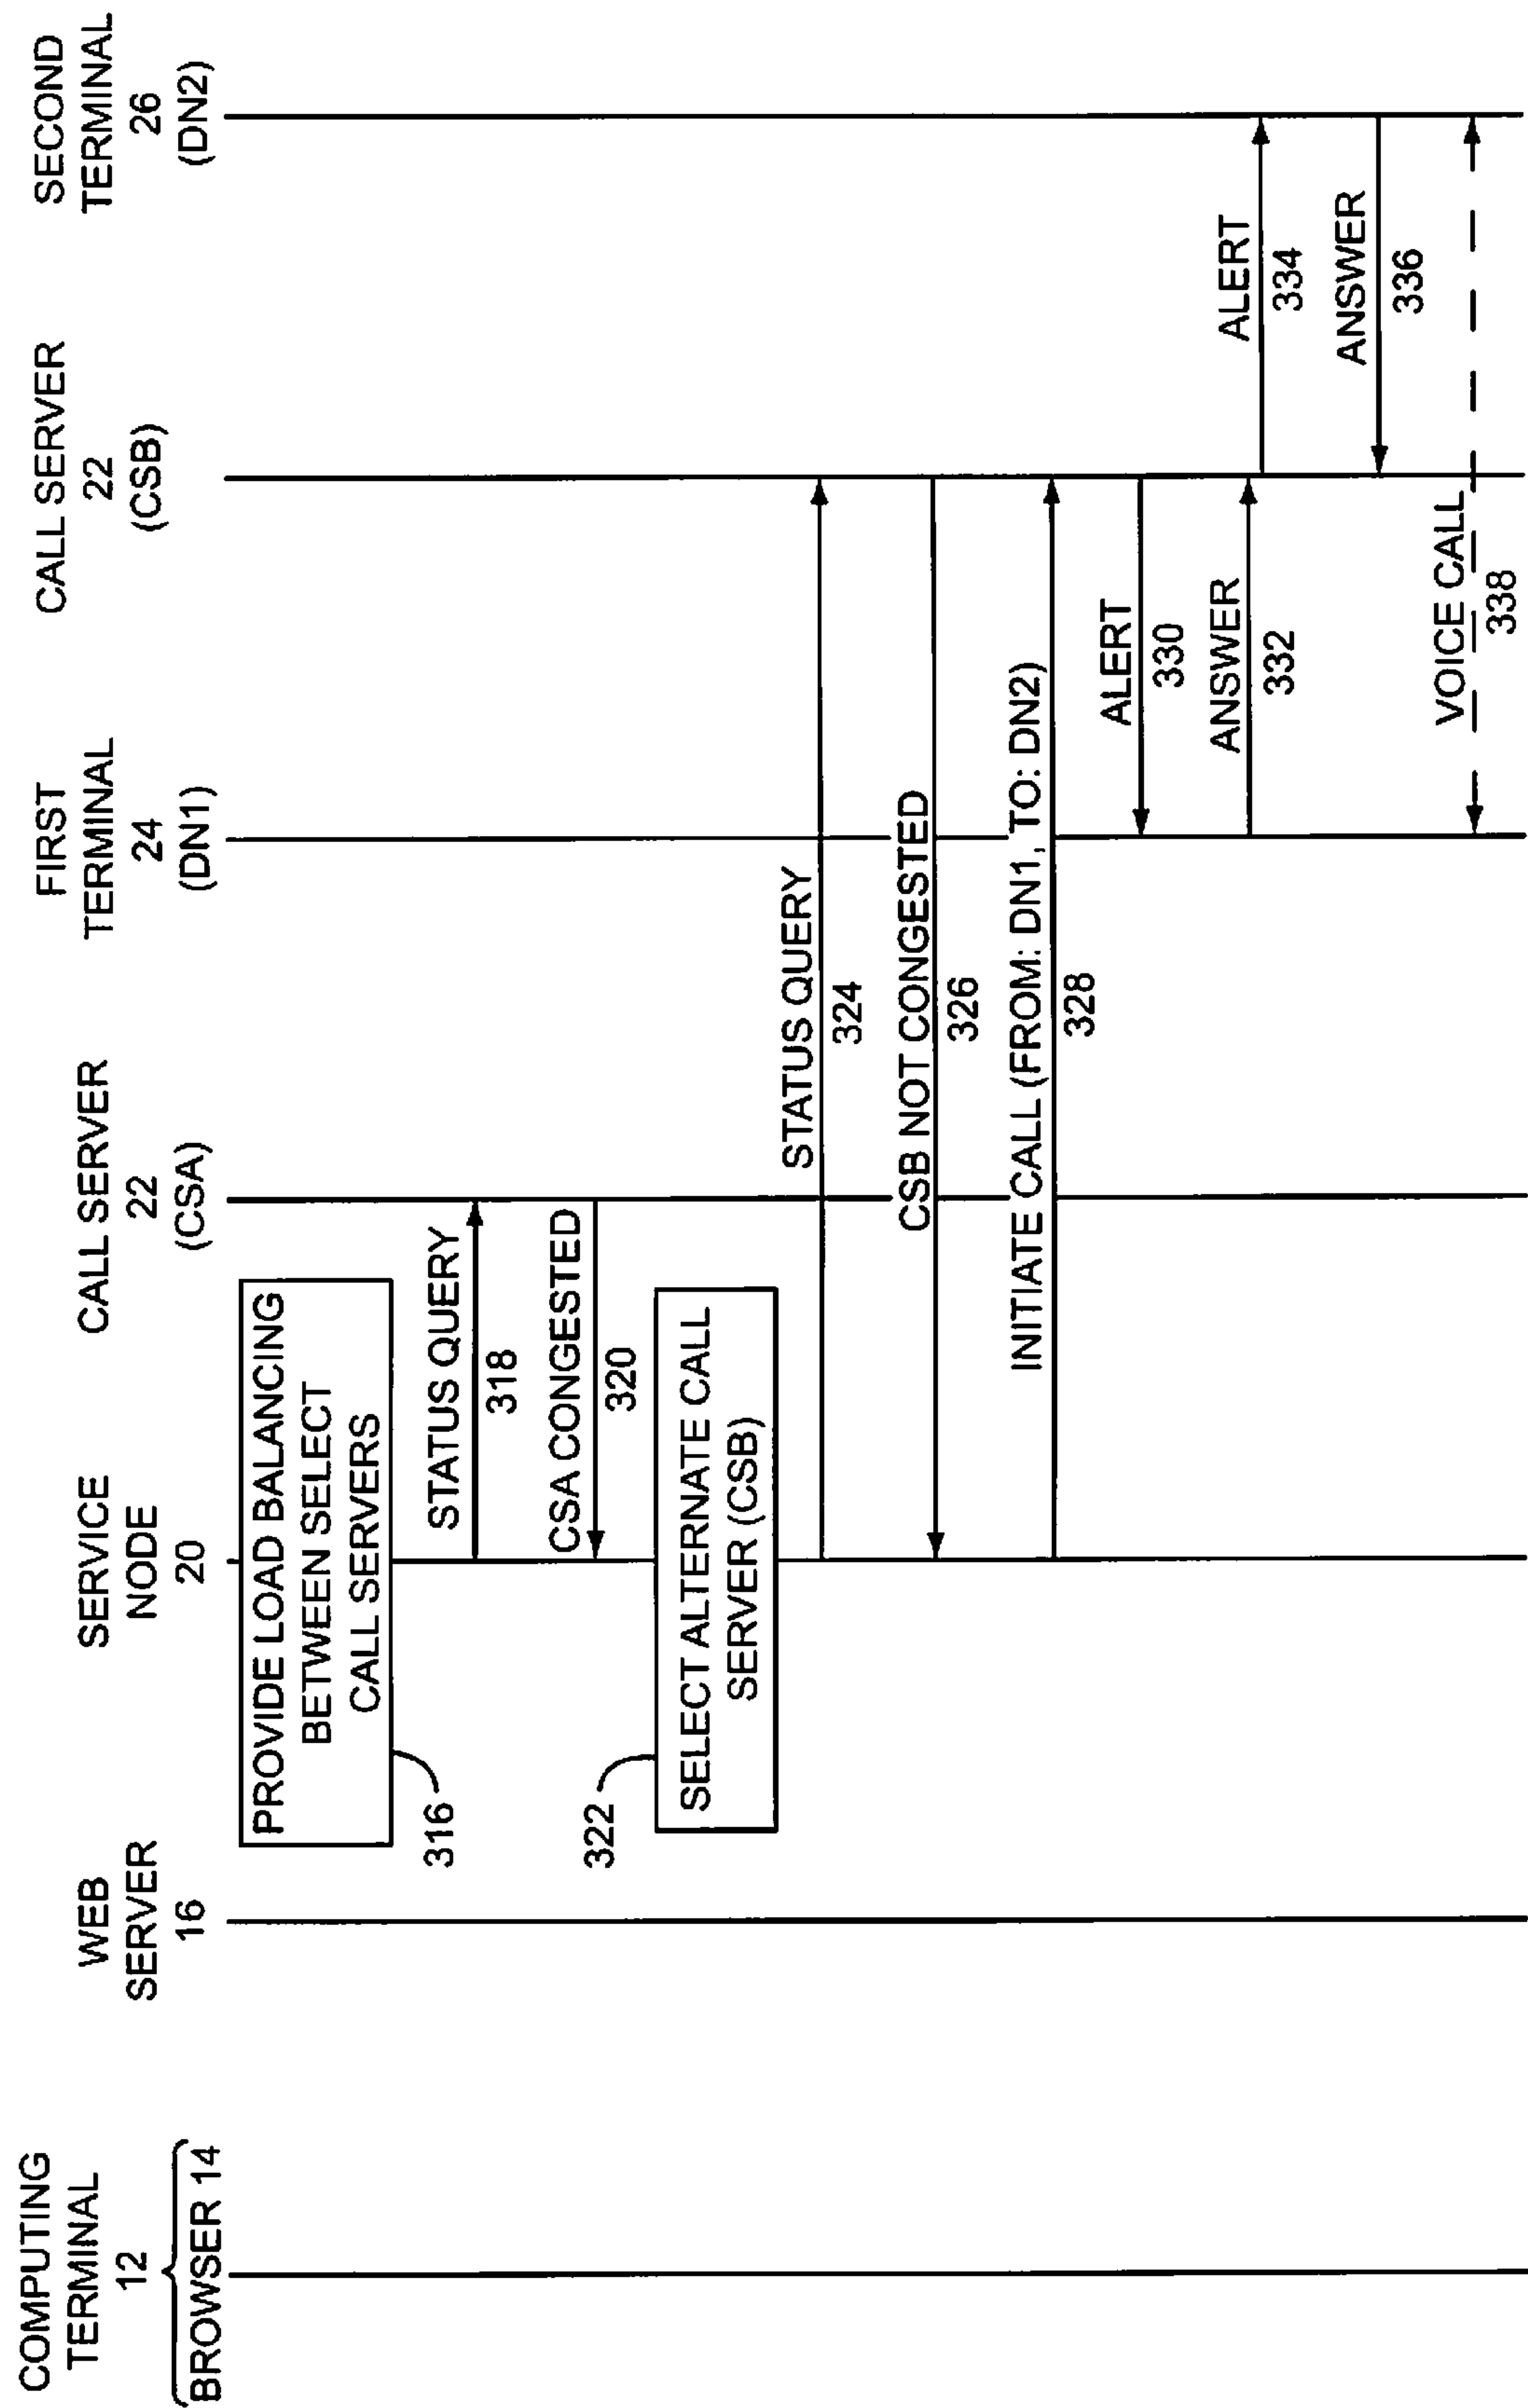 COMPUTING
TERMINAL
12
BROWSER 14
WEB
SERVER
16
SERVICE
NODE
20
CALL SERVER
22
(CSA)
FIRST
TERMINAL
24
(DN1)
CALL SERVER
22
(CSB)
SECOND
TERMINAL
26
(DN2)
PROVIDE LOAD BALANCING
BETWEEN SELECT
CALL SERVERS
316
STATUS QUERY
318
CSA CONGESTED
320
322
SELECT ALTERNATE CALL
SERVER (CSB)
STATUS QUERY
324
CSB NOT CONGESTED
326
INITIATE CALL (FROM: DN1, TO: DN2)
328
ALERT
330
ANSWER
332
ALERT
334
ANSWER
336
VOICE CALL
338